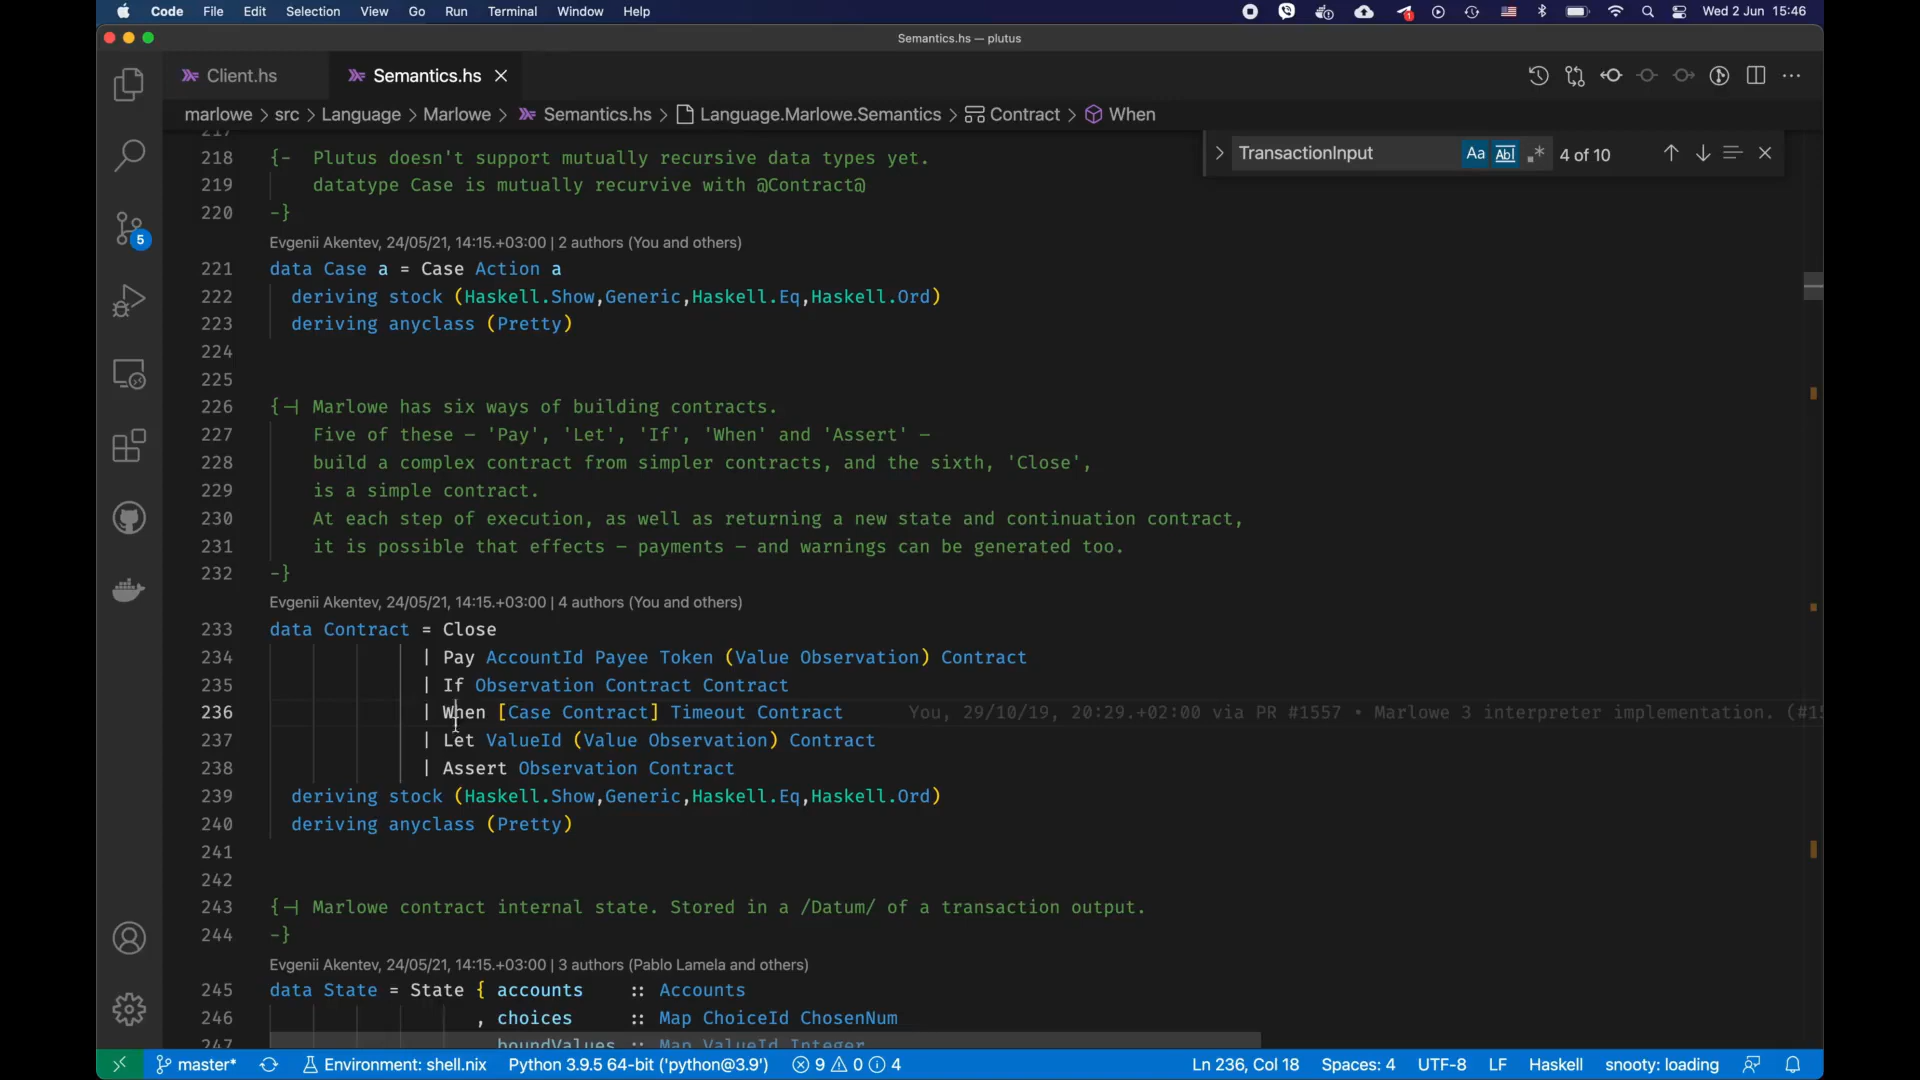 Code File Edit Selection View Go Run Terminal Window Help 1 Wed 2 Jun 15:46
Semantics.hs — plutus
Client.hs Semantics.hs
marlowe > src > Language > Marlowe > Semantics.hs > Language.Marlowe.Semantics > Contract > When
TransactionInput Aa Abl .* 4 of 10
217
218 {- Plutus doesn't support mutually recursive data types yet.
219 datatype Case is mutually recurvive with @Contract@
220 -}
Evgenii Akentev, 24/05/21, 14:15.+03:00 | 2 authors (You and others)
221 data Case a = Case Action a
222 deriving stock (Haskell.Show,Generic,Haskell.Eq,Haskell.Ord)
223 deriving anyclass (Pretty)
224
225
226 {-| Marlowe has six ways of building contracts.
227 Five of these – 'Pay', 'Let', 'If', 'When' and 'Assert' –
228 build a complex contract from simpler contracts, and the sixth, 'Close',
229 is a simple contract.
230 At each step of execution, as well as returning a new state and continuation contract,
231 it is possible that effects – payments – and warnings can be generated too.
232 -}
Evgenii Akentev, 24/05/21, 14:15.+03:00 | 4 authors (You and others)
233 data Contract = Close
234 | Pay AccountId Payee Token (Value Observation) Contract
235 | If Observation Contract Contract
236 | When [Case Contract] Timeout Contract You, 29/10/19, 20:29.+02:00 via PR #1557 • Marlowe 3 interpreter implementation. (#15
237 | Let ValueId (Value Observation) Contract
238 | Assert Observation Contract
239 deriving stock (Haskell.Show,Generic,Haskell.Eq,Haskell.Ord)
240 deriving anyclass (Pretty)
241
242
243 {-| Marlowe contract internal state. Stored in a /Datum/ of a transaction output.
244 -}
Evgenii Akentev, 24/05/21, 14:15.+03:00 | 3 authors (Pablo Lamela and others)
245 data State = State { accounts :: Accounts
246 , choices :: Map ChoiceId ChosenNum
247 boundValues :: Map ValueId Integer
5
master* Environment: shell.nix Python 3.9.5 64-bit ('python@3.9') 9 0 4 Ln 236, Col 18 Spaces: 4 UTF-8 LF Haskell snooty: loading